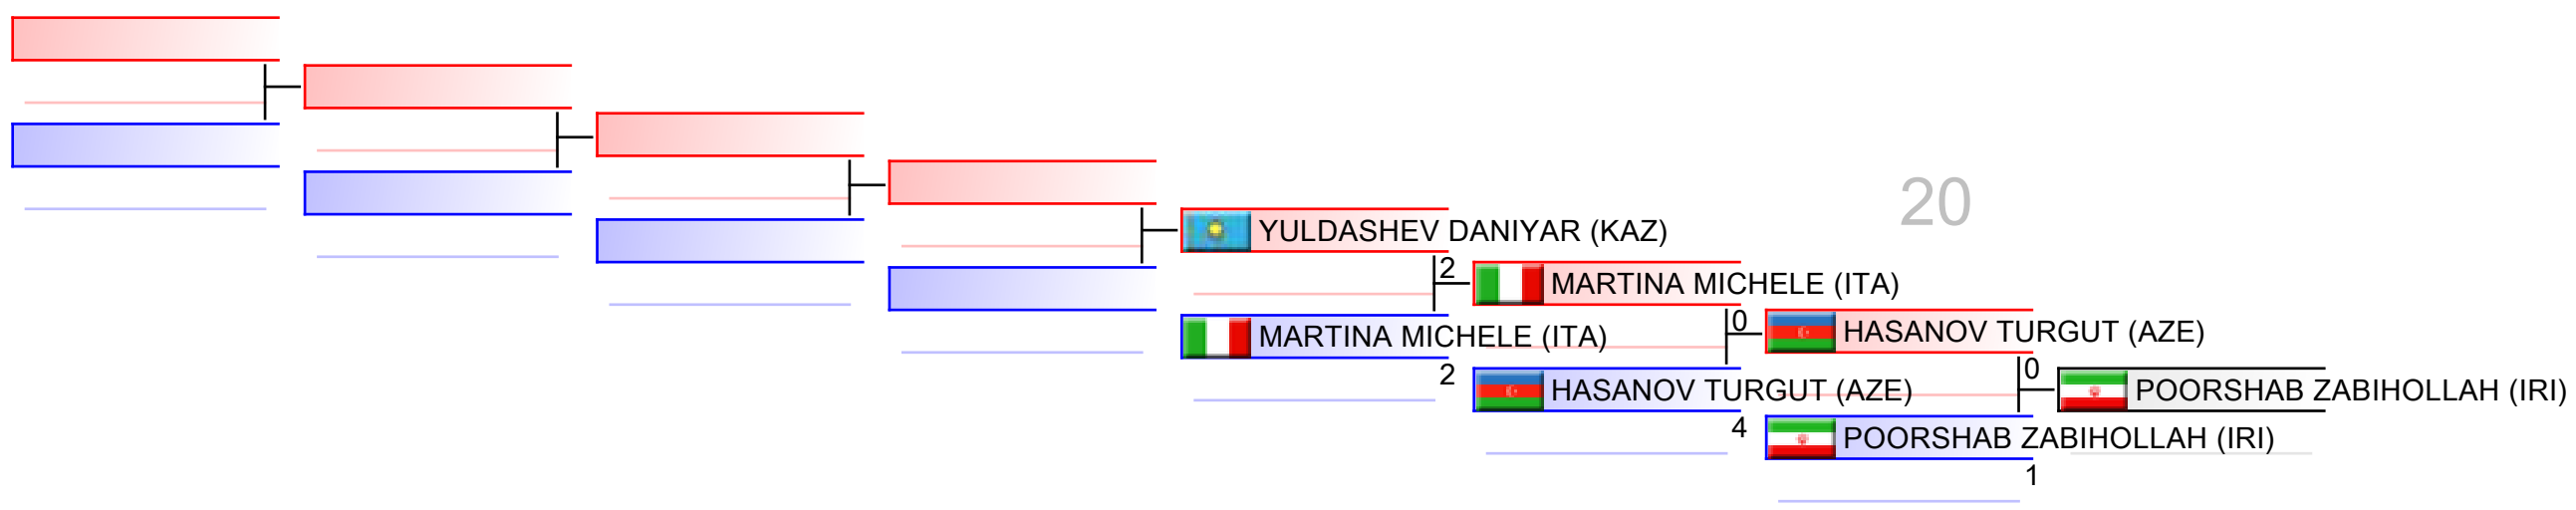 20
YULDASHEV DANIYAR (KAZ)
2
MARTINA MICHELE (ITA)
MARTINA MICHELE (ITA)
0
HASANOV TURGUT (AZE)
2
HASANOV TURGUT (AZE)
0
POORSHAB ZABIHOLLAH (IRI)
4
POORSHAB ZABIHOLLAH (IRI)
1